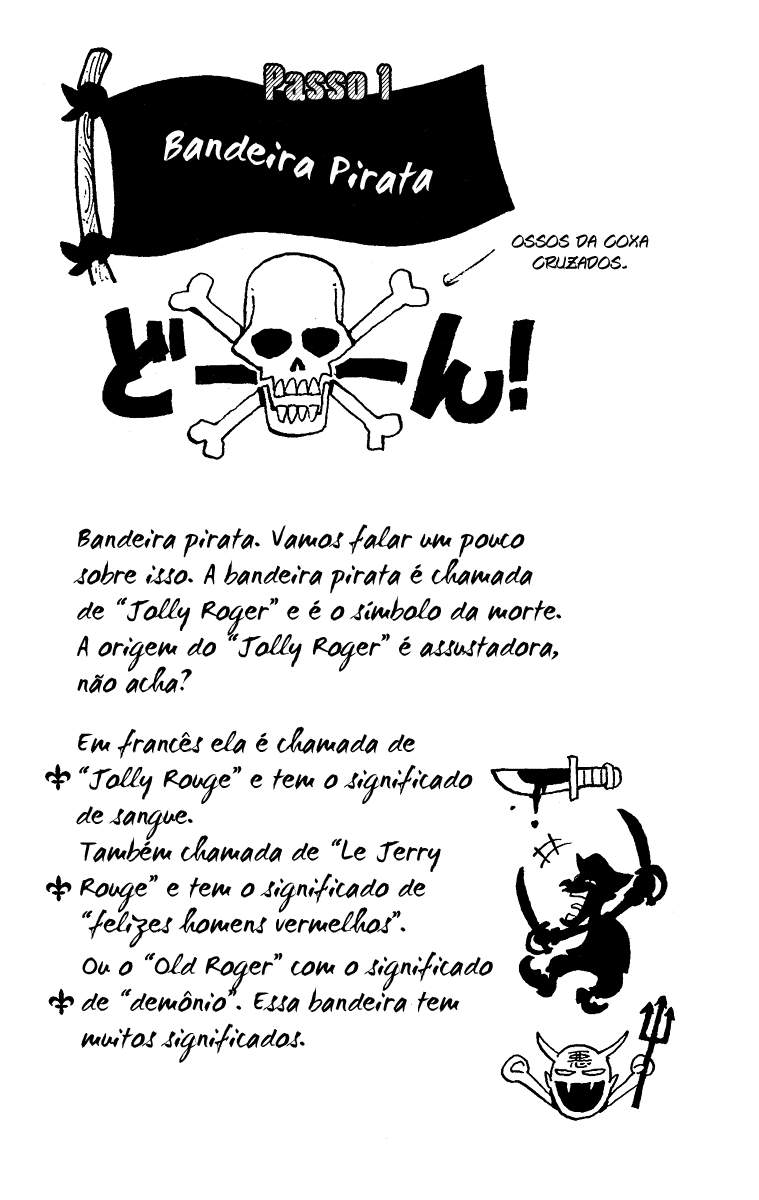 Passo 1
Bandeira Pirata
OSSOS DA COXA
CRUZADOS.
どーん!
Bandeira pirata. Vamos falar um pouco
sobre isso. A bandeira pirata é chamada
de “Jolly Roger” e é o símbolo da morte.
A origem do “Jolly Roger” é assustadora,
não acha?
Em francês ela é chamada de
“Jolly Rouge” e tem o significado
de sangue.
Também chamada de “Le Jerry
Rouge” e tem o significado de
“felizes homens vermelhos”.
Ou o “Old Roger” com o significado
de “demônio”. Essa bandeira tem
muitos significados.
悪